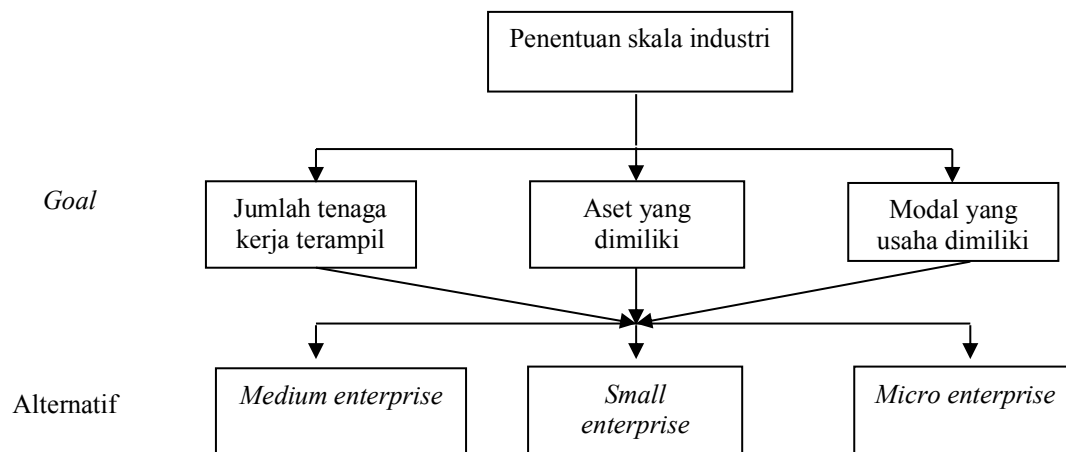 Penentuan skala industri
Goal
Jumlah tenaga
kerja terampil
Aset yang
dimiliki
Modal yang
usaha dimiliki
Alternatif
Medium enterprise
Small
enterprise
Micro enterprise